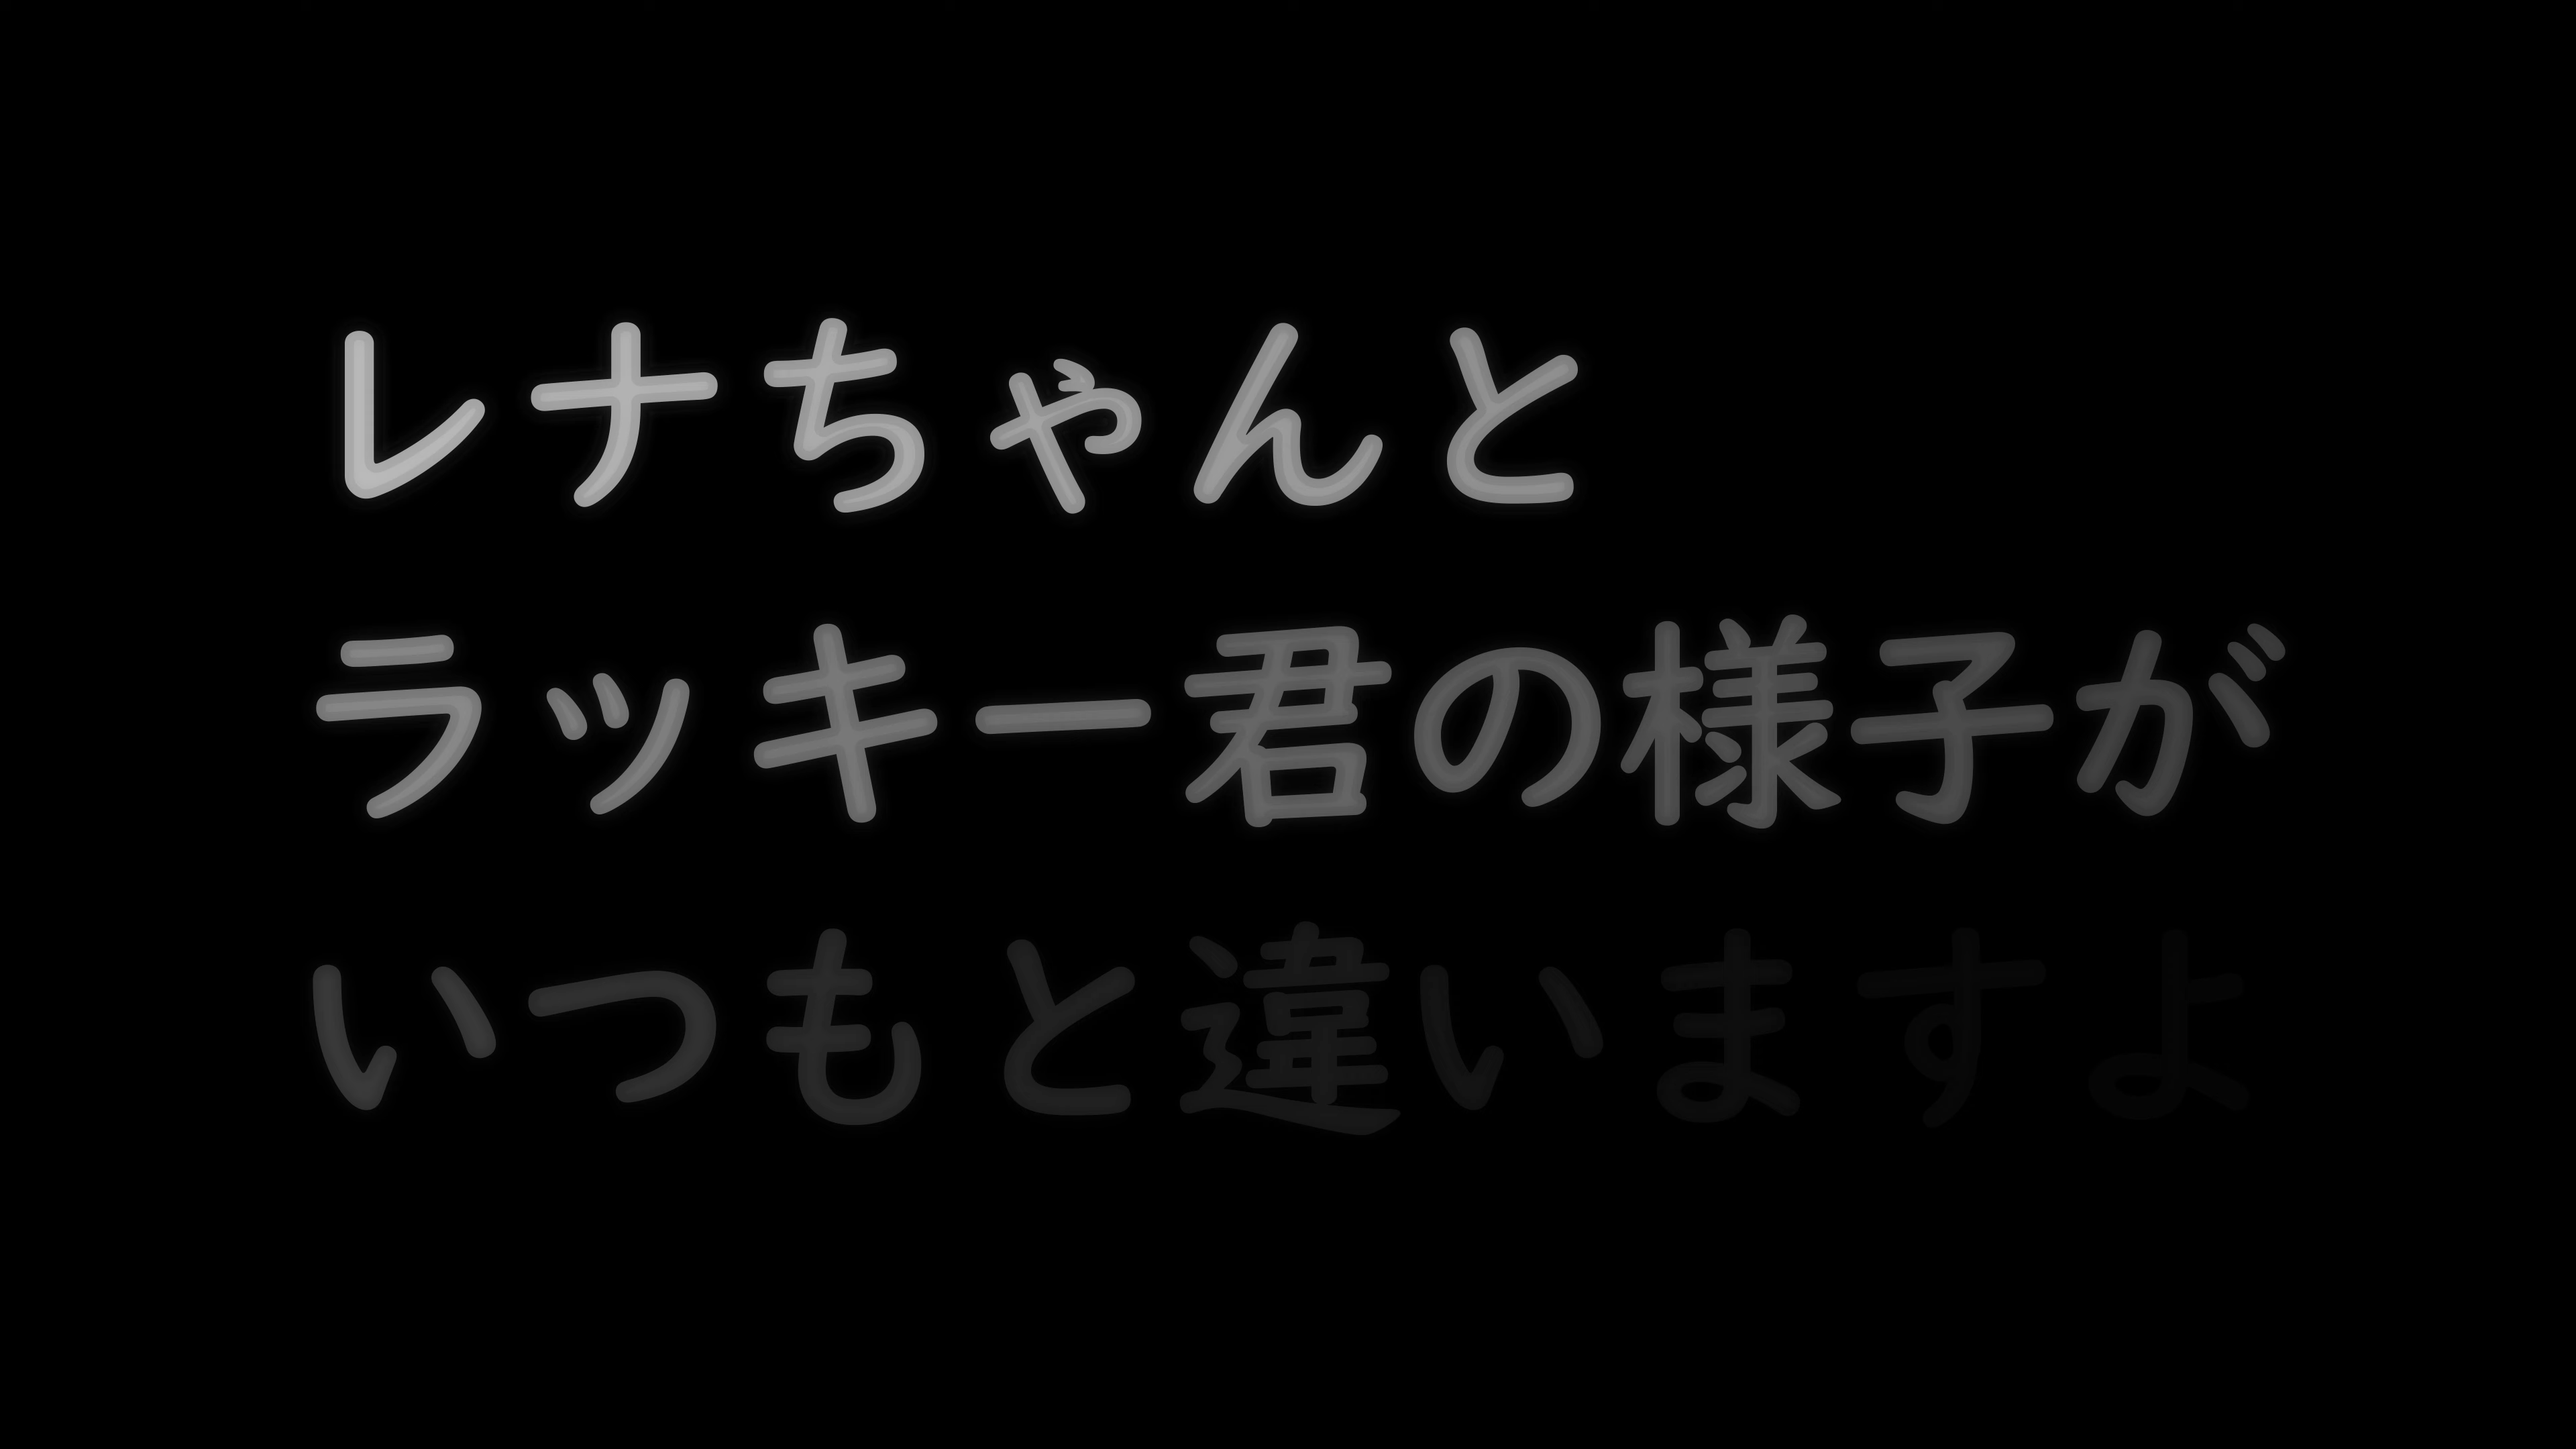 レナちゃんと
ラッキー君の様子が
いつもと違いますよ